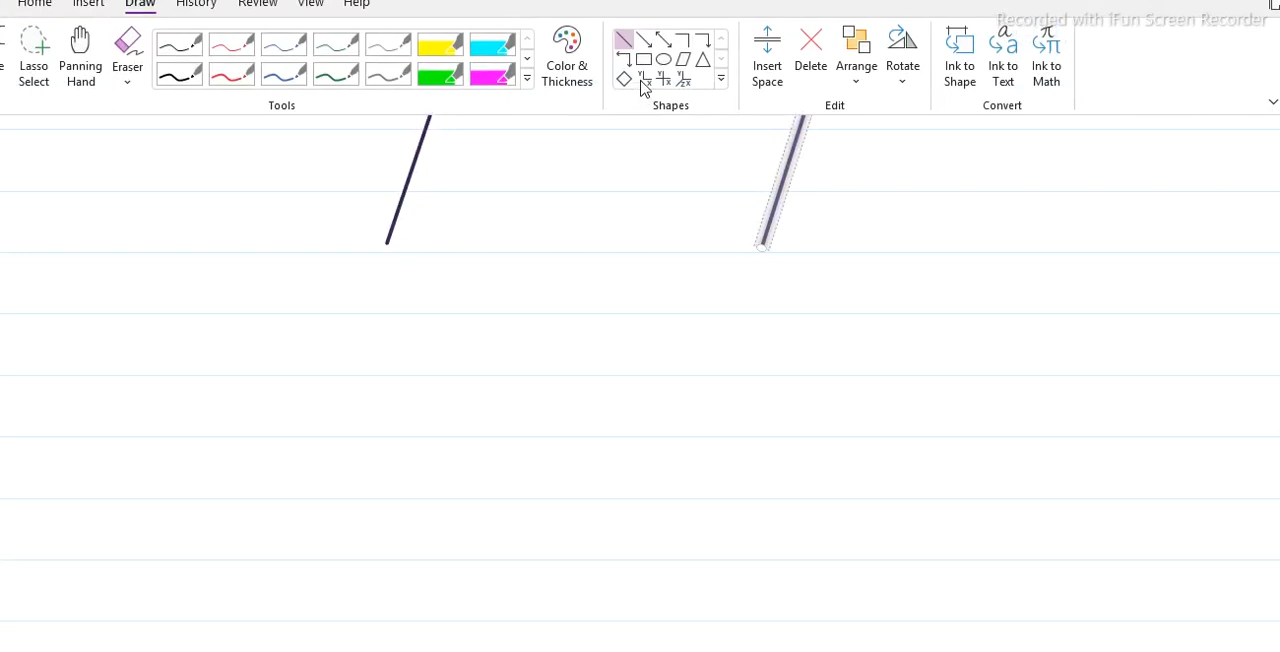 Home Insert Draw History Review View Help
Recorded with iFun Screen Recorder
e Lasso Select
Panning Hand
Eraser
Color & Thickness
Insert Space
Delete
Arrange
Rotate
Ink to Shape
Ink to Text
Ink to Math
Tools Shapes Edit Convert